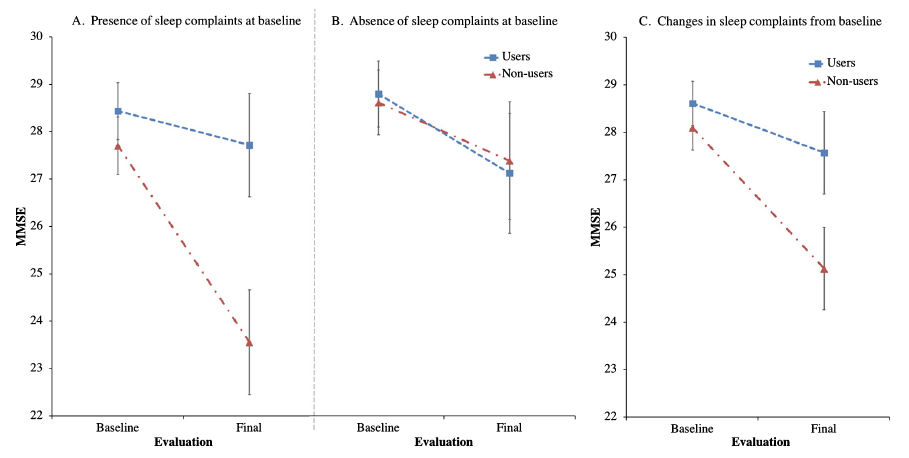 A. Presence of sleep complaints at baseline
B. Absence of sleep complaints at baseline
C. Changes in sleep complaints from baseline
MMSE
30
29
28
27
26
25
24
23
22
Baseline
Final
Evaluation
Users
Non-users
Baseline
Final
Evaluation
MMSE
30
29
28
27
26
25
24
23
22
Users
Non-users
Baseline
Final
Evaluation